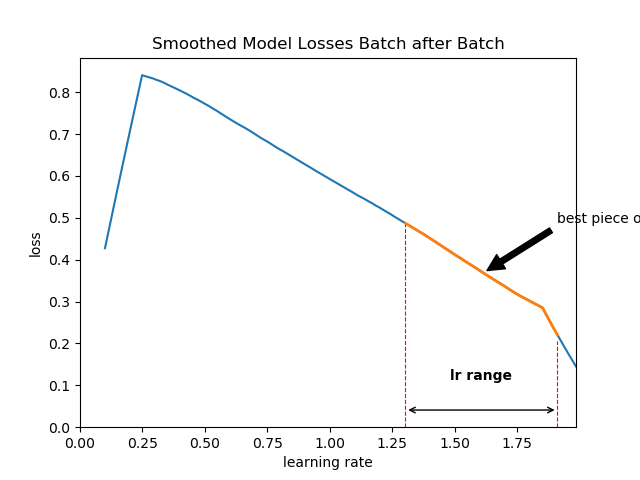 Smoothed Model Losses Batch after Batch
0.8
0.7
0.6
0.5
0.4
0.3
0.2
0.1
0.0
loss
best piece o
lr range
0.00 0.25 0.50 0.75 1.00 1.25 1.50 1.75
learning rate